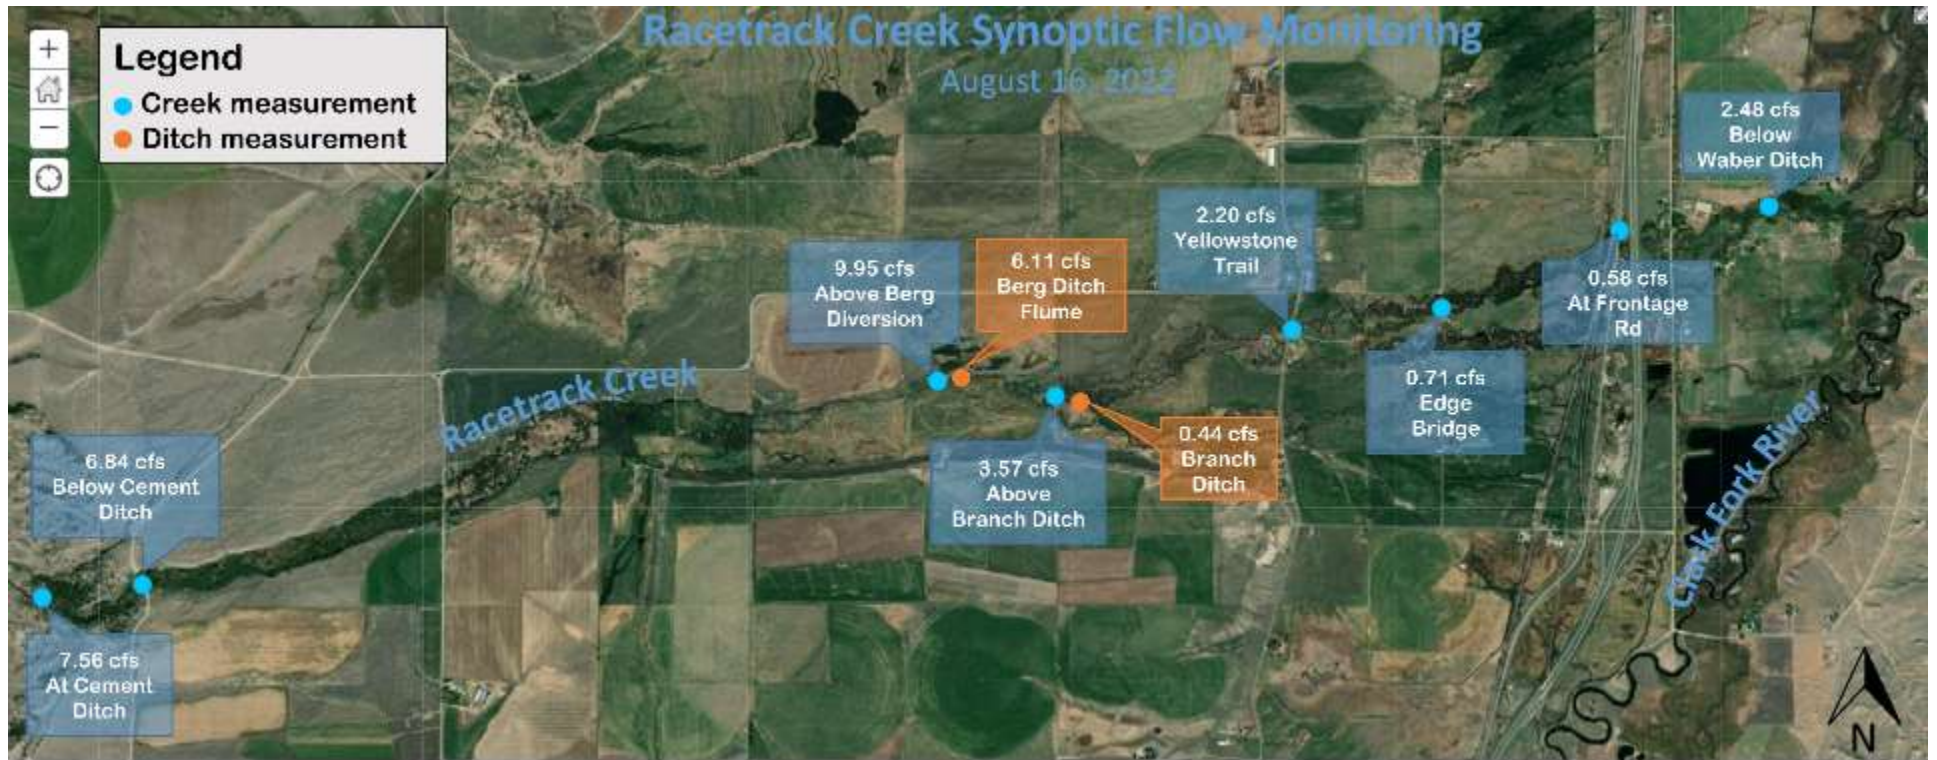 Racetrack Creek Synoptic Flow Monitoring
August 16, 2022
Legend
Creek measurement
Ditch measurement
2.48 cfs
Below
Waber Ditch
2.20 cfs
Yellowstone
Trail
9.95 cfs
Above Berg
Diversion
6.11 cfs
Berg Ditch
Flume
0.58 cfs
At Frontage
Rd
0.71 cfs
Edge
Bridge
Racetrack Creek
0.44 cfs
Branch
Ditch
3.57 cfs
Above
Branch Ditch
6.84 cfs
Below Cement
Ditch
Clark Fork River
7.56 cfs
At Cement
Ditch
N